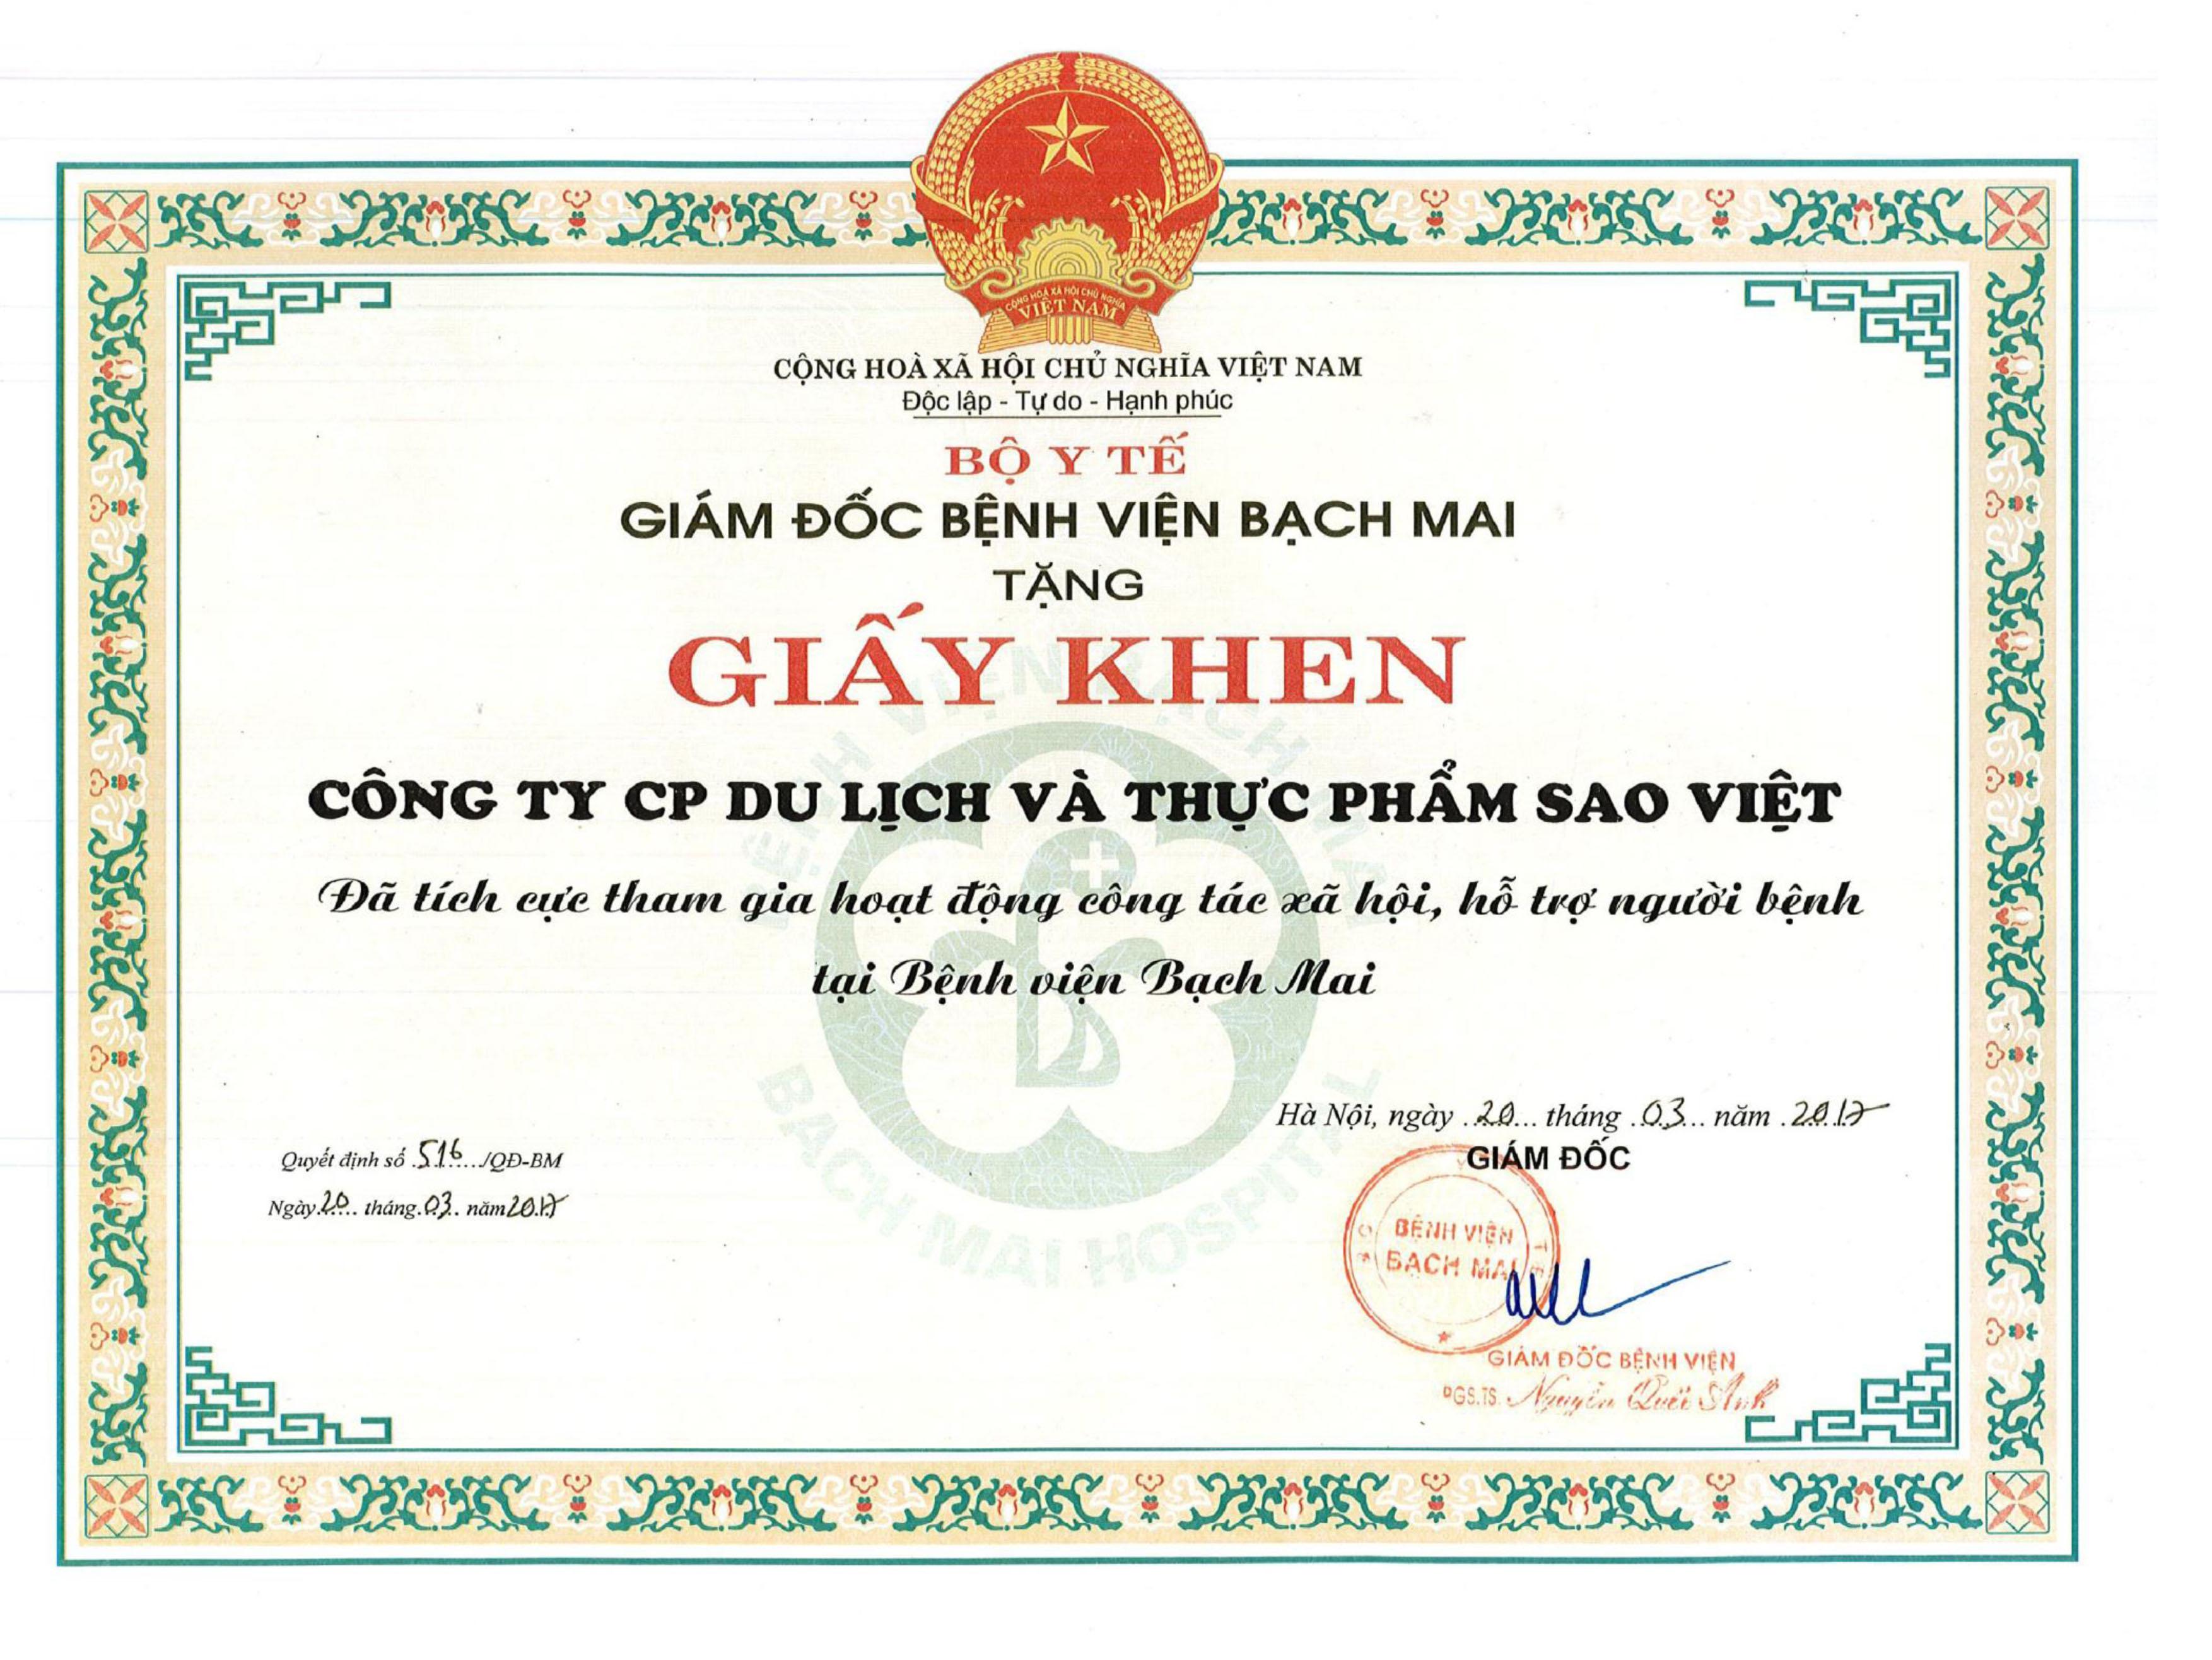 CỘNG HOÀ XÃ HỘI CHỦ NGHĨA
VIỆT NAM
CỘNG HOÀ XÃ HỘI CHỦ NGHĨA VIỆT NAM
Độc lập - Tự do - Hạnh phúc
BỘ Y TẾ
GIÁM ĐỐC BỆNH VIỆN BẠCH MAI
TẶNG
GIẤY KHEN
BỆNH VIỆN BẠCH MAI
CÔNG TY CP DU LỊCH VÀ THỰC PHẨM SAO VIỆT
Đã tích cực tham gia hoạt động công tác xã hội, hỗ trợ người bệnh
tại Bệnh viện Bạch Mai
BẠCH MAI HOSPITAL
Hà Nội, ngày 20 tháng 03 năm 2017
GIÁM ĐỐC
Quyết định số 516/QĐ-BM
Ngày 20 tháng 03 năm 2017
BỆNH VIỆN
BẠCH MAI
GIÁM ĐỐC BỆNH VIỆN
PGS.TS. Nguyễn Quốc Anh